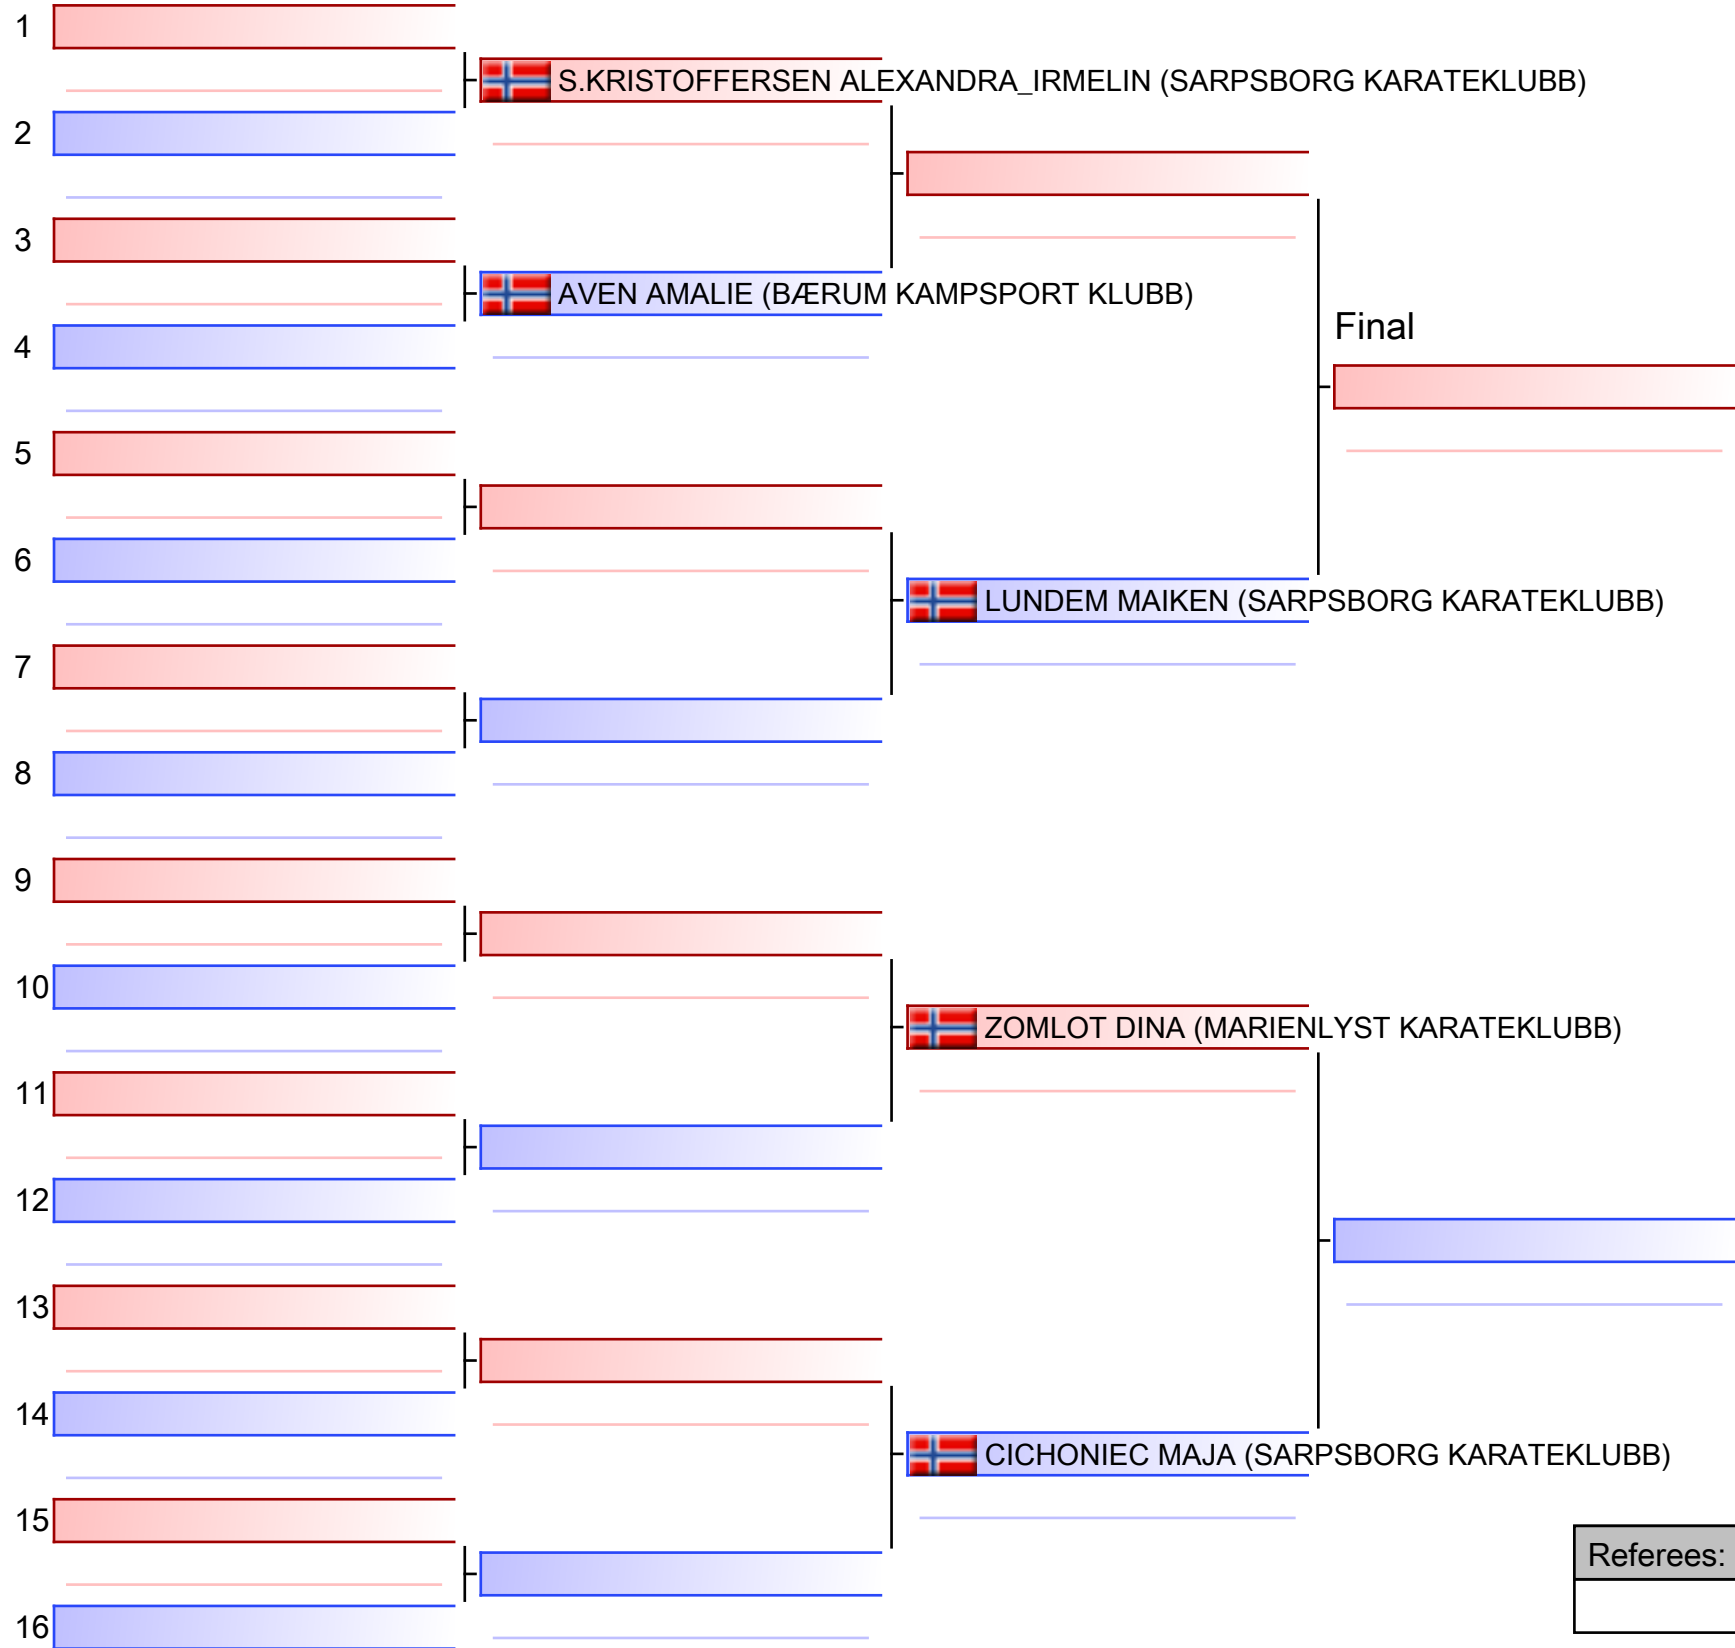 1
S.KRISTOFFERSEN ALEXANDRA_IRMELIN (SARPSBORG KARATEKLUBB)
2
3
AVEN AMALIE (BÆRUM KAMPSPORT KLUBB)
Final
4
5
6
LUNDEM MAIKEN (SARPSBORG KARATEKLUBB)
7
8
9
10
ZOMLOT DINA (MARIENLYST KARATEKLUBB)
11
12
13
14
CICHONIEC MAJA (SARPSBORG KARATEKLUBB)
15
Referees:
16